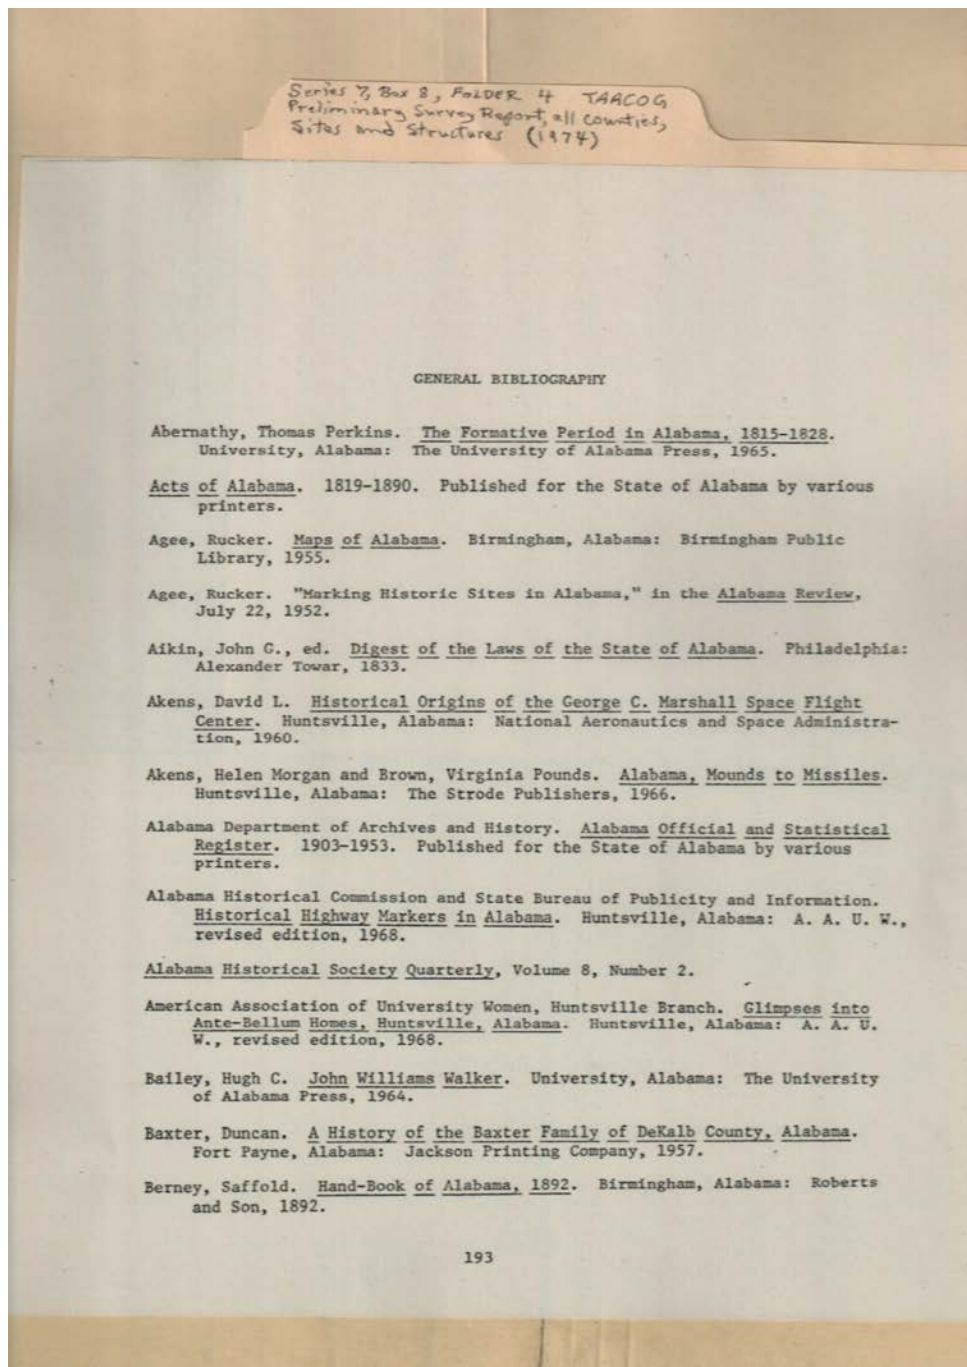 Series 7, Box 8, FOLDER 4 TARCOG
Preliminary Survey Report, all counties,
Sites and Structures (1974)
GENERAL BIBLIOGRAPHY
Abernathy, Thomas Perkins. The Formative Period in Alabama, 1815-1828.
University, Alabama: The University of Alabama Press, 1965.
Acts of Alabama. 1819-1890. Published for the State of Alabama by various
printers.
Agee, Rucker. Maps of Alabama. Birmingham, Alabama: Birmingham Public
Library, 1955.
Agee, Rucker. "Marking Historic Sites in Alabama," in the Alabama Review,
July 22, 1952.
Aikin, John G., ed. Digest of the Laws of the State of Alabama. Philadelphia:
Alexander Towar, 1833.
Akens, David L. Historical Origins of the George C. Marshall Space Flight
Center. Huntsville, Alabama: National Aeronautics and Space Administra-
tion, 1960.
Akens, Helen Morgan and Brown, Virginia Pounds. Alabama, Mounds to Missiles.
Huntsville, Alabama: The Strode Publishers, 1966.
Alabama Department of Archives and History. Alabama Official and Statistical
Register. 1903-1953. Published for the State of Alabama by various
printers.
Alabama Historical Commission and State Bureau of Publicity and Information.
Historical Highway Markers in Alabama. Huntsville, Alabama: A. A. U. W.,
revised edition, 1968.
Alabama Historical Society Quarterly, Volume 8, Number 2.
American Association of University Women, Huntsville Branch. Glimpses into
Ante-Bellum Homes, Huntsville, Alabama. Huntsville, Alabama: A. A. U.
W., revised edition, 1968.
Bailey, Hugh C. John Williams Walker. University, Alabama: The University
of Alabama Press, 1964.
Baxter, Duncan. A History of the Baxter Family of DeKalb County, Alabama.
Fort Payne, Alabama: Jackson Printing Company, 1957.
Berney, Saffold. Hand-Book of Alabama, 1892. Birmingham, Alabama: Roberts
and Son, 1892.
193